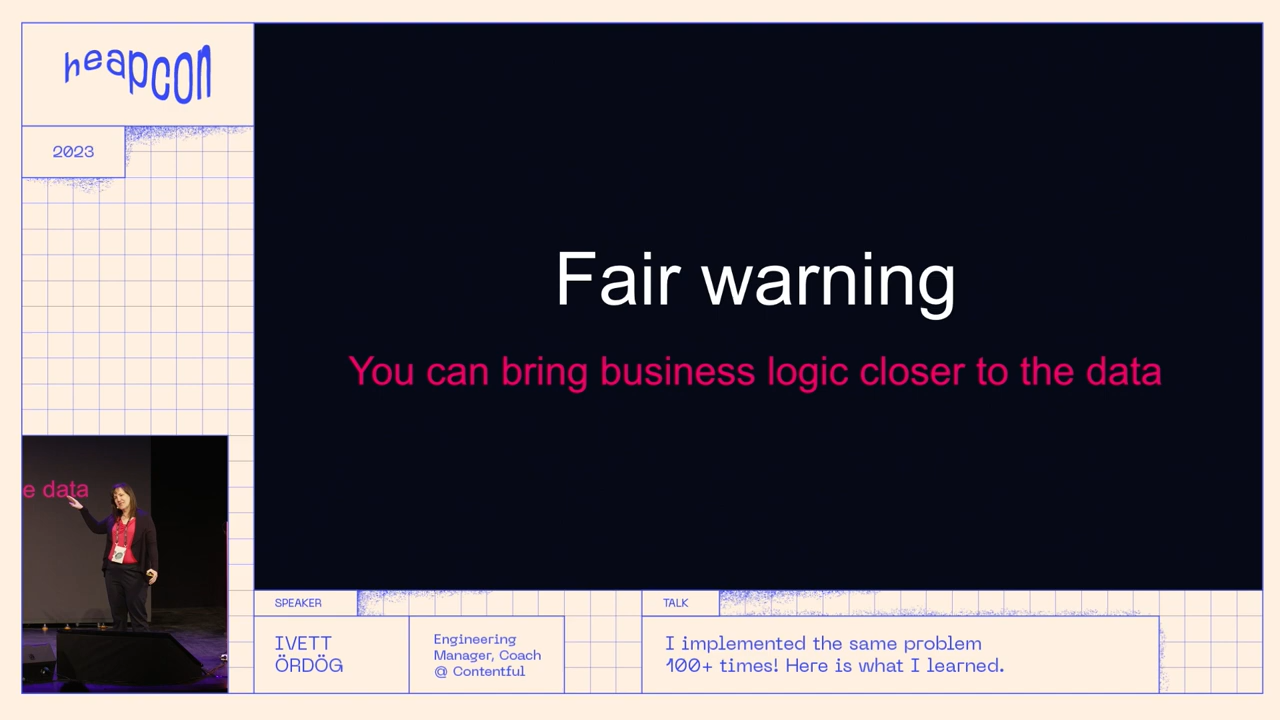 heapcon
2023
Fair warning
You can bring business logic closer to the data
e data
SPEAKER
IVETT
ÖRDÖG
Engineering
Manager, Coach
@ Contentful
TALK
I implemented the same problem
100+ times! Here is what I learned.